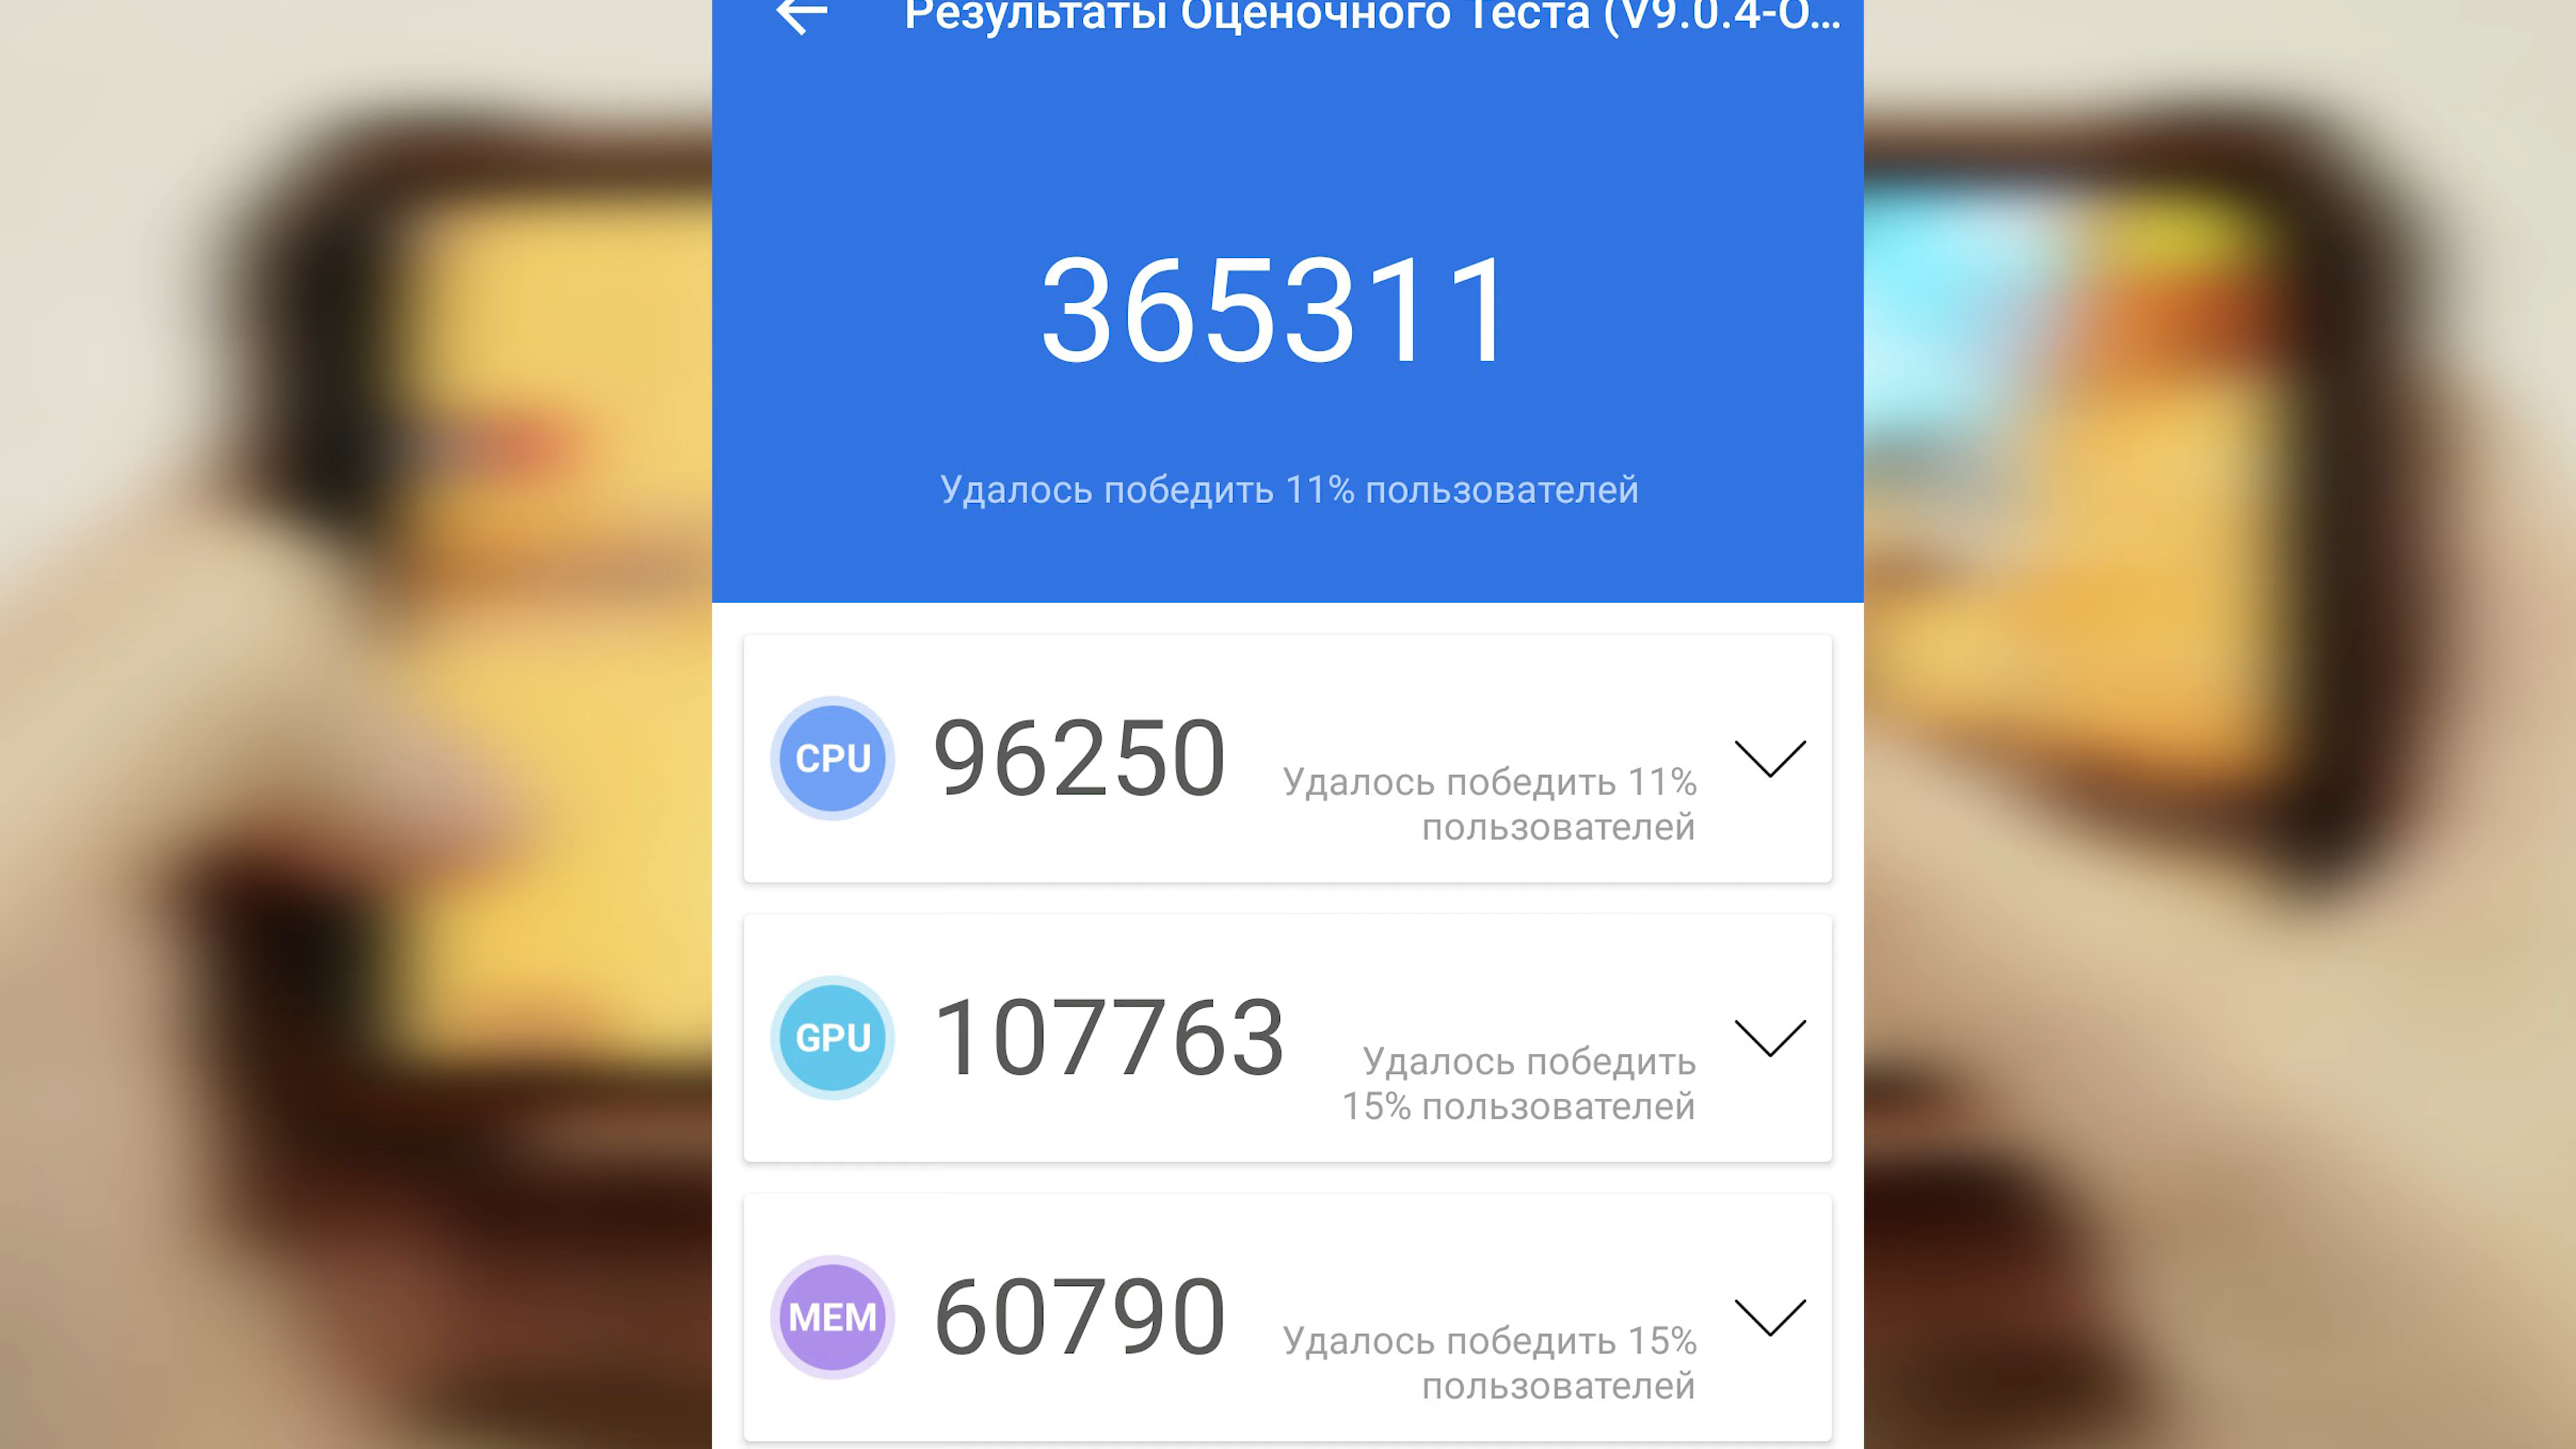 Результаты Оценочного Теста (V9.0.4-O...
365311
Удалось победить 11% пользователей
CPU
96250
Удалось победить 11%
пользователей
GPU
107763
Удалось победить
15% пользователей
MEM
60790
Удалось победить 15%
пользователей